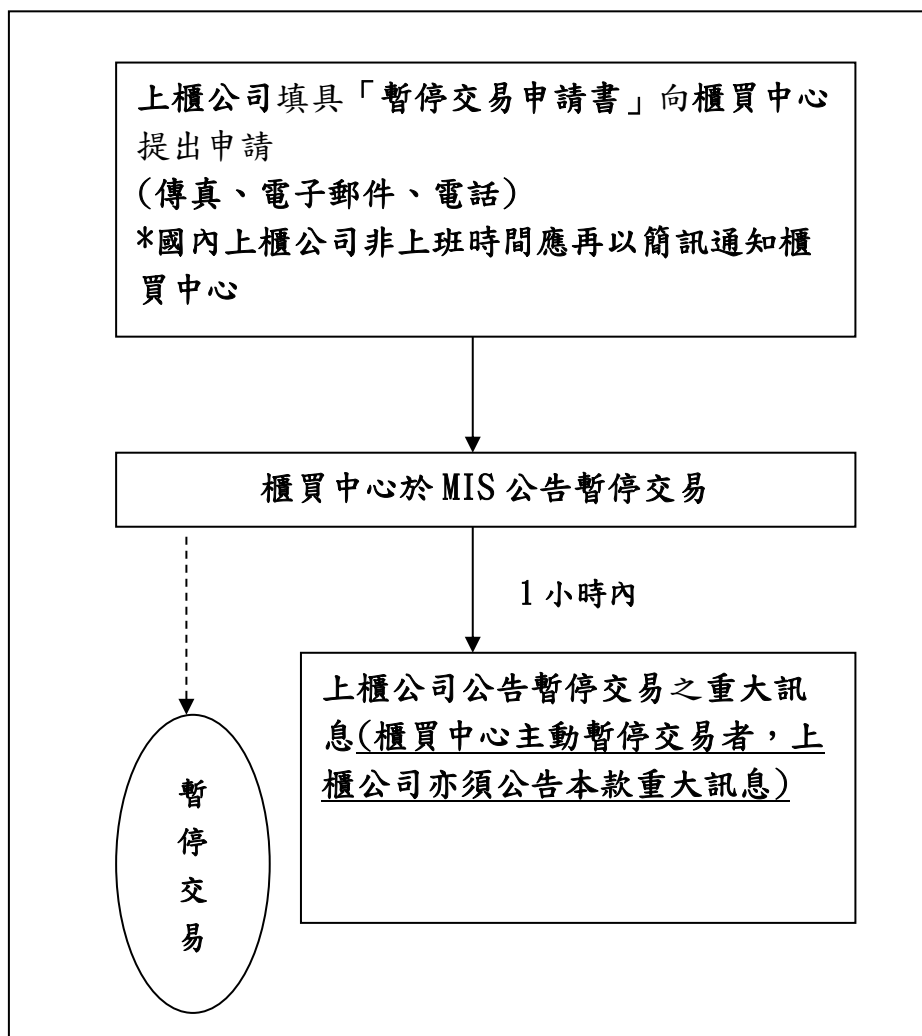 上櫃公司填具「暫停交易申請書」向櫃買中心
提出申請
(傳真、電子郵件、電話)
*國內上櫃公司非上班時間應再以簡訊通知櫃
買中心
櫃買中心於 MIS 公告暫停交易
1 小時內
上櫃公司公告暫停交易之重大訊
息(櫃買中心主動暫停交易者，上
櫃公司亦須公告本款重大訊息)
暫
停
交
易